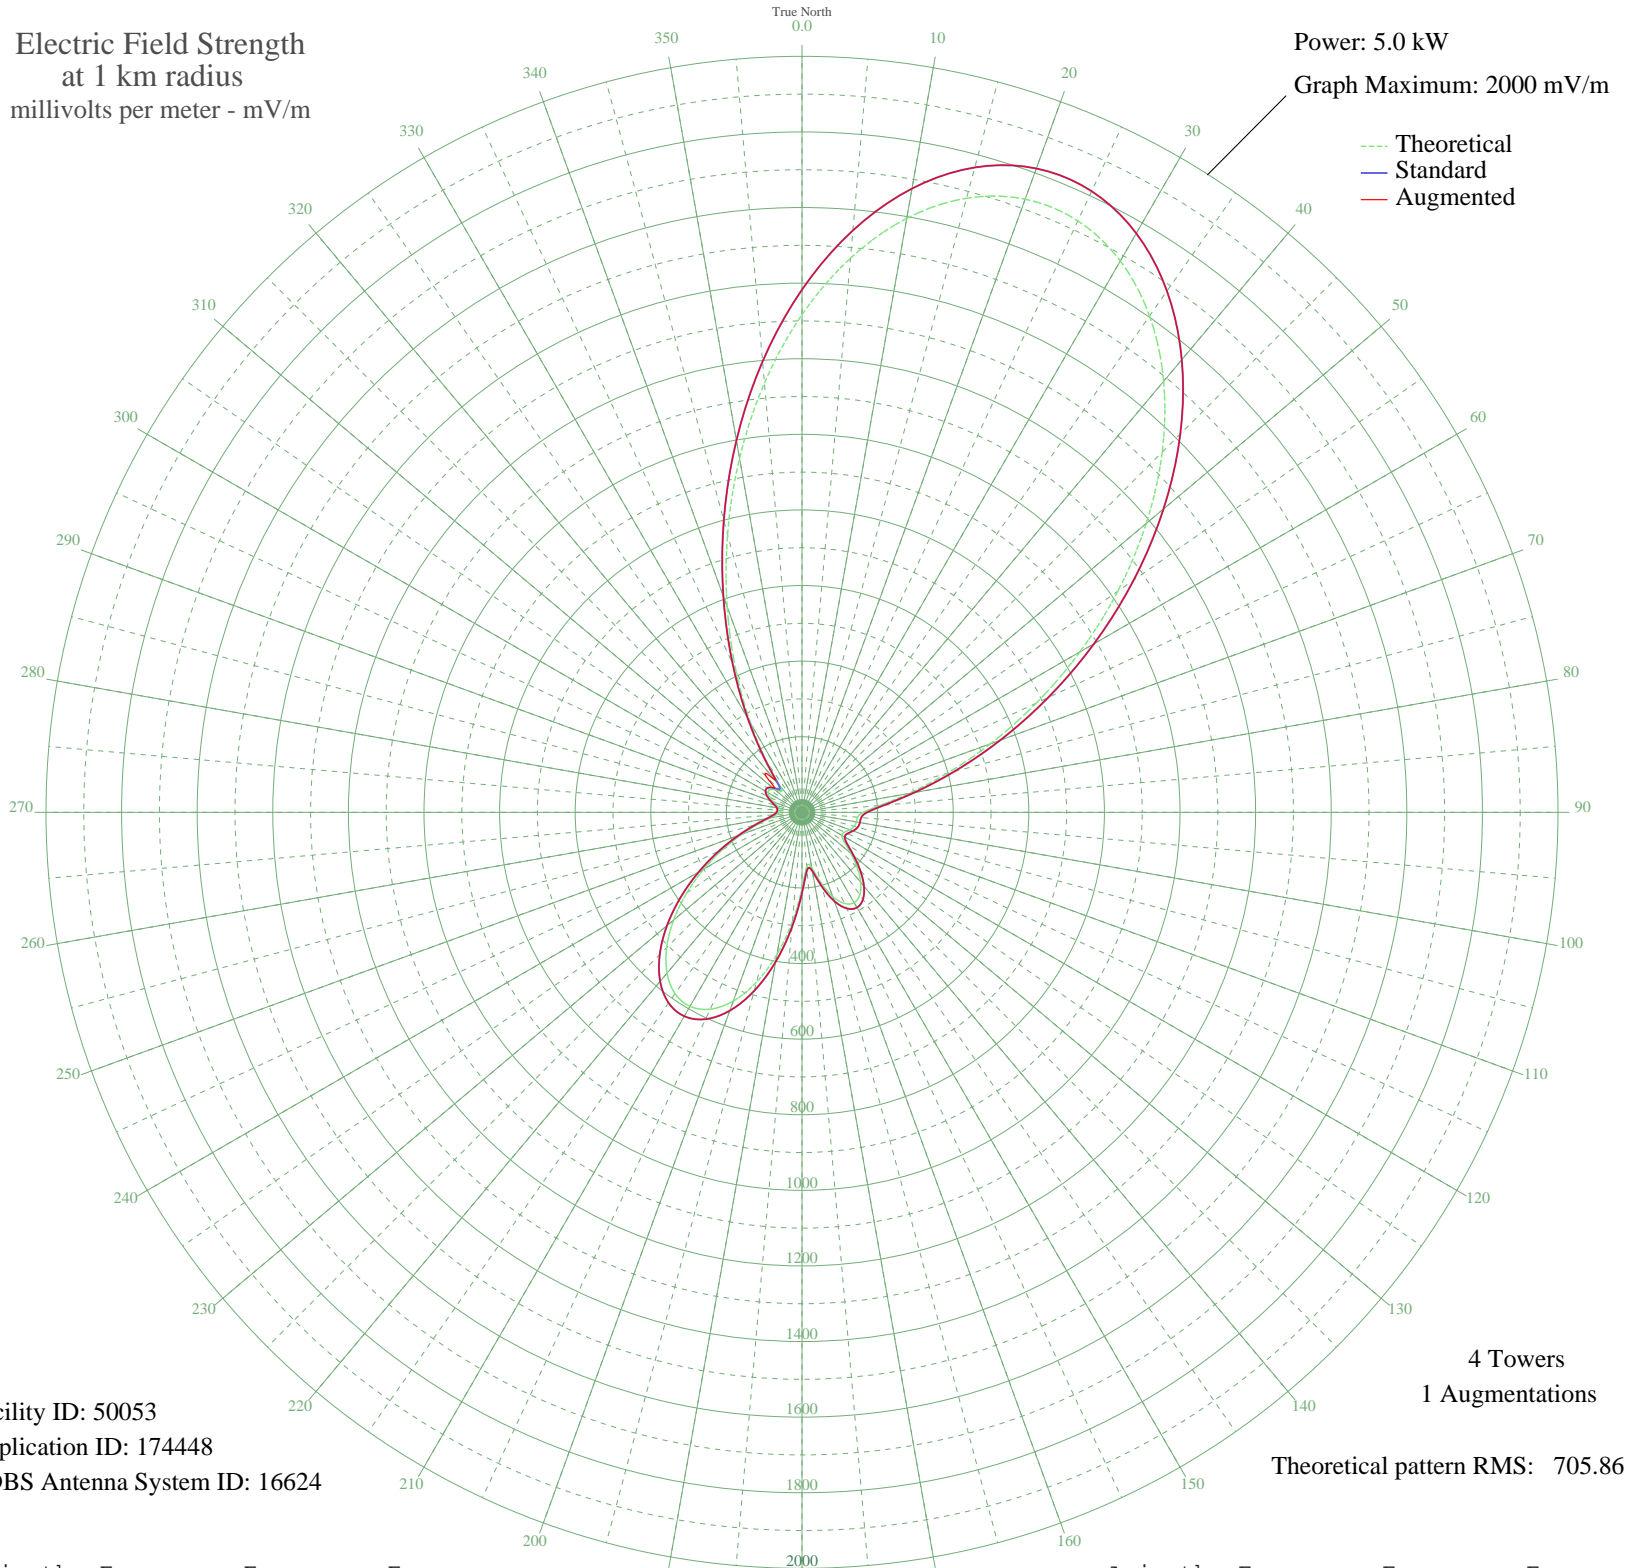 True North
0.0
Electric Field Strength
at 1 km radius
millivolts per meter - mV/m
Power: 5.0 kW
Graph Maximum: 2000 mV/m
Theoretical
Standard
Augmented
10
20
30
40
50
60
70
80
90
100
110
120
130
140
150
160
200
210
220
230
240
250
260
270
280
290
300
310
320
330
340
350
400
600
800
1000
1200
1400
1600
1800
2000
4 Towers
1 Augmentations
Theoretical pattern RMS: 705.86
cility ID: 50053
plication ID: 174448
DBS Antenna System ID: 16624